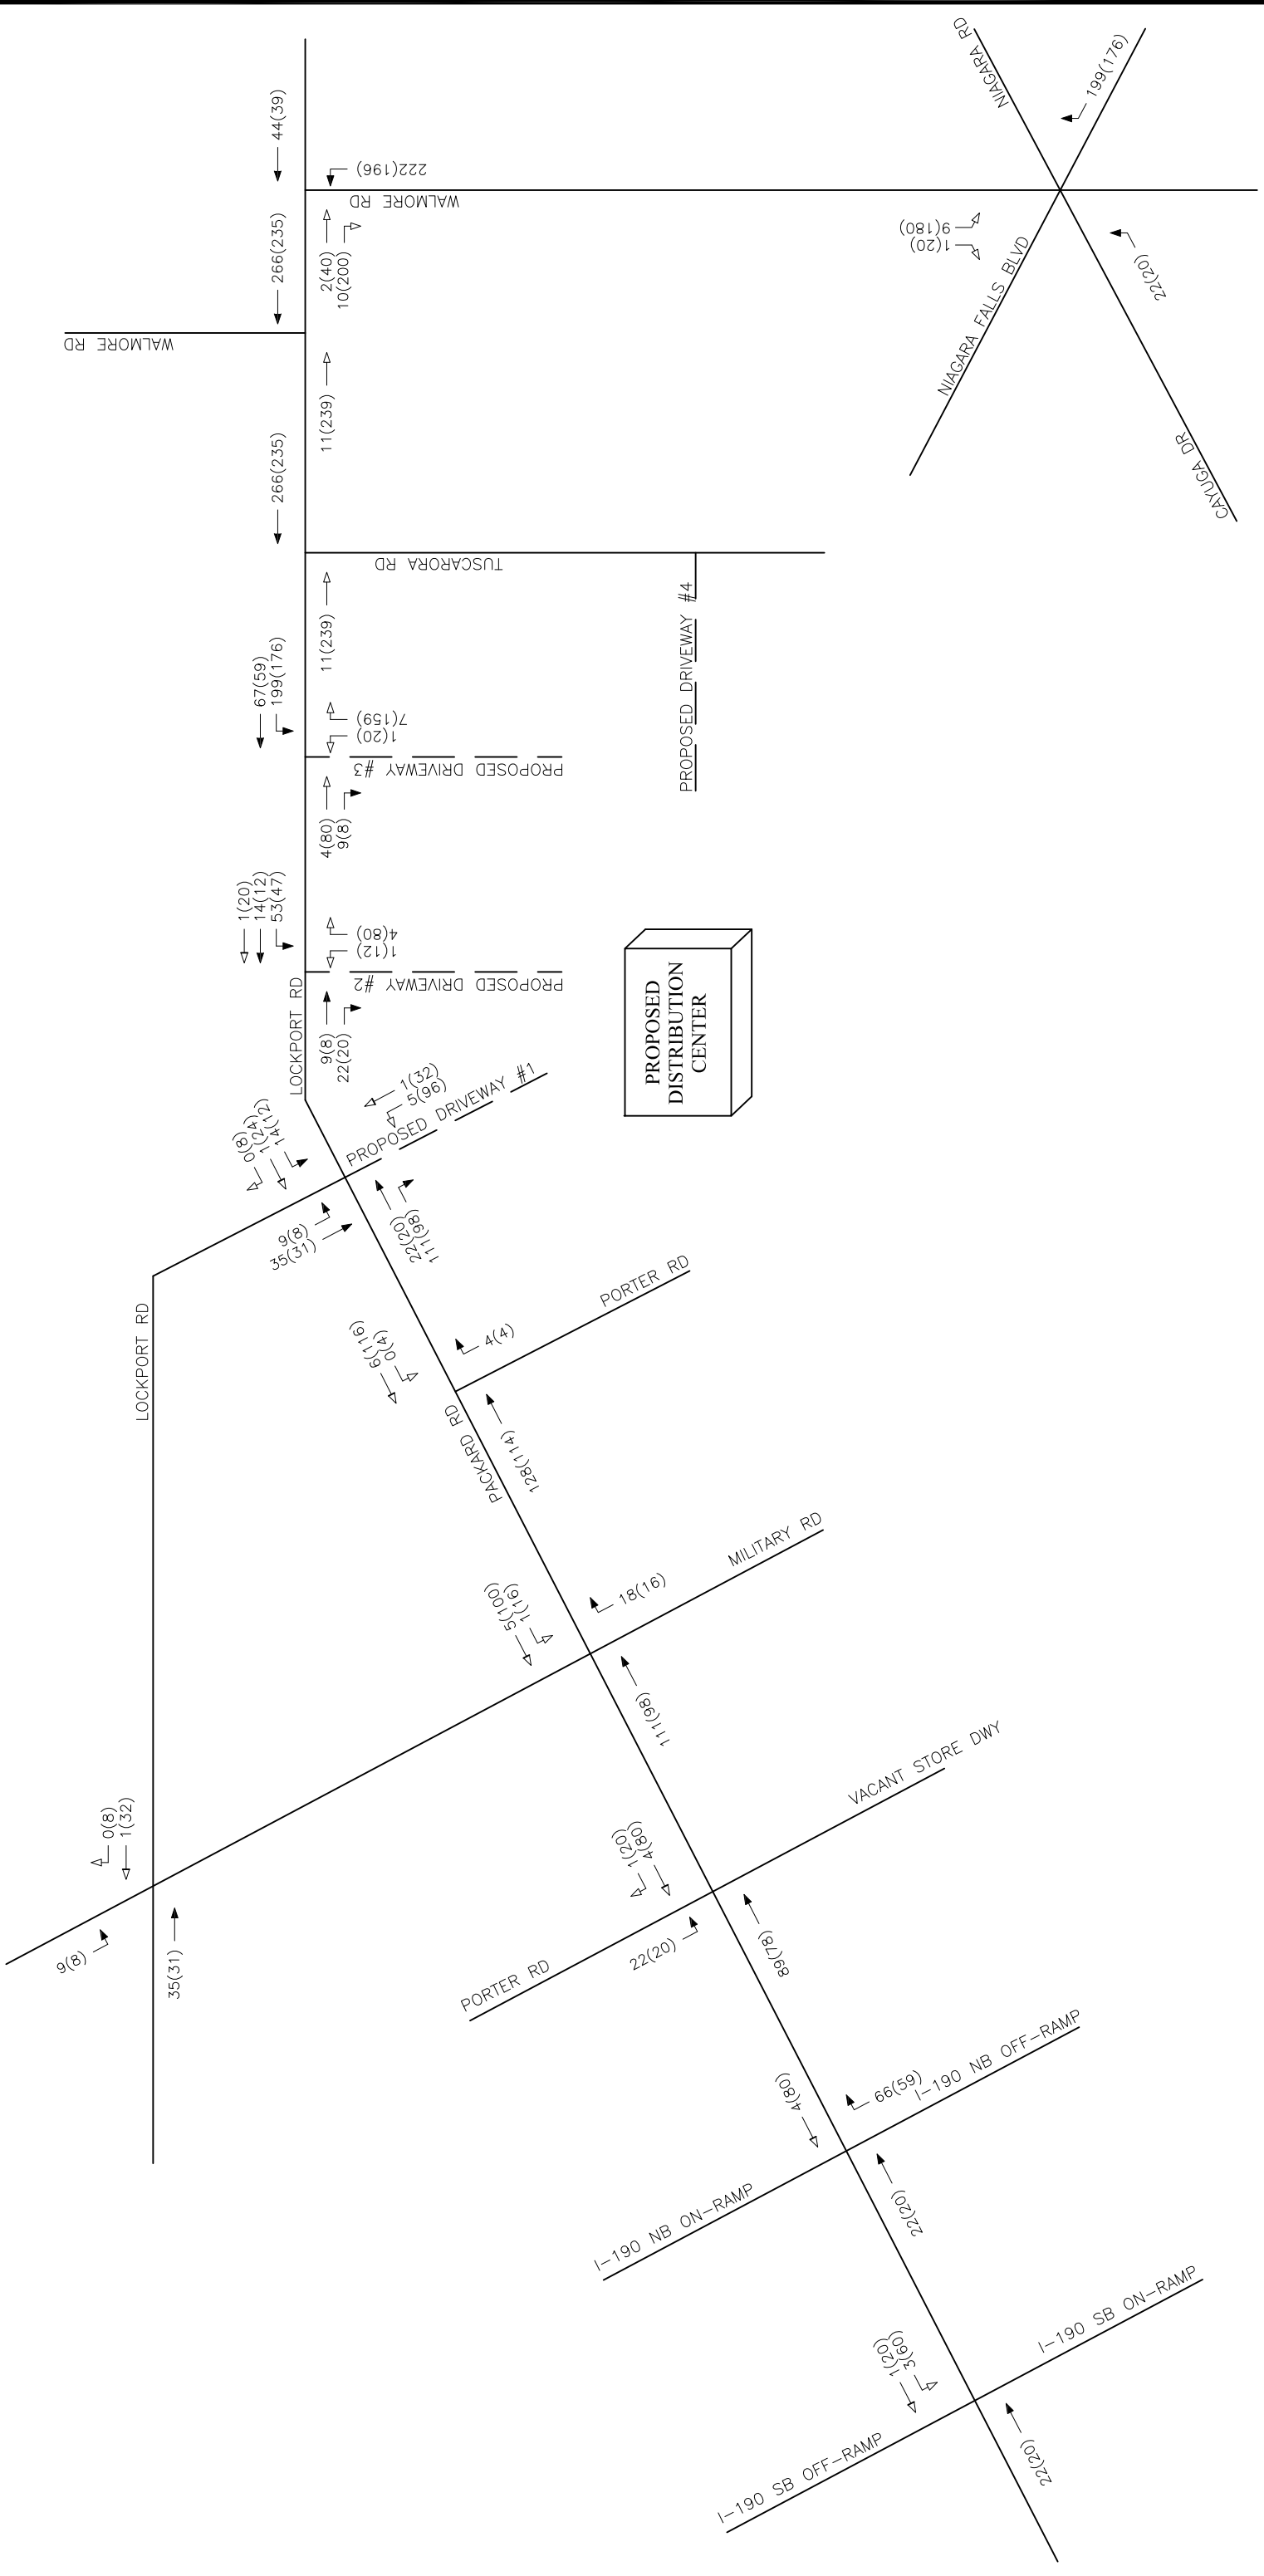 NIAGARA RD
199(176)
44(39)
222(196)
WALMORE RD
266(235)
2(40)
10(200)
9(180)
1(20)
22(20)
NIAGARA FALLS BLVD
WALMORE RD
11(239)
CAYUGA DR
266(235)
TUSCARORA RD
PROPOSED DRIVEWAY #4
11(239)
67(59)
199(176)
7(159)
1(20)
PROPOSED DRIVEWAY #3
4(80)
9(8)
1(20)
14(12)
53(47)
4(80)
1(12)
PROPOSED DRIVEWAY #2
PROPOSED
DISTRIBUTION
CENTER
LOCKPORT RD
9(8)
22(20)
1(32)
5(96)
PROPOSED DRIVEWAY #1
0(8)
1(24)
14(12)
9(8)
35(31)
22(20)
111(98)
LOCKPORT RD
PORTER RD
6(116)
0(4)
4(4)
PACKARD RD
128(114)
MILITARY RD
5(100)
1(16)
18(16)
111(98)
VACANT STORE DWY
0(8)
1(32)
1(20)
4(80)
9(8)
35(31)
22(20)
89(78)
PORTER RD
I-190 NB OFF-RAMP
4(80)
66(59)
22(20)
I-190 NB ON-RAMP
I-190 SB ON-RAMP
1(20)
3(60)
22(20)
I-190 SB OFF-RAMP